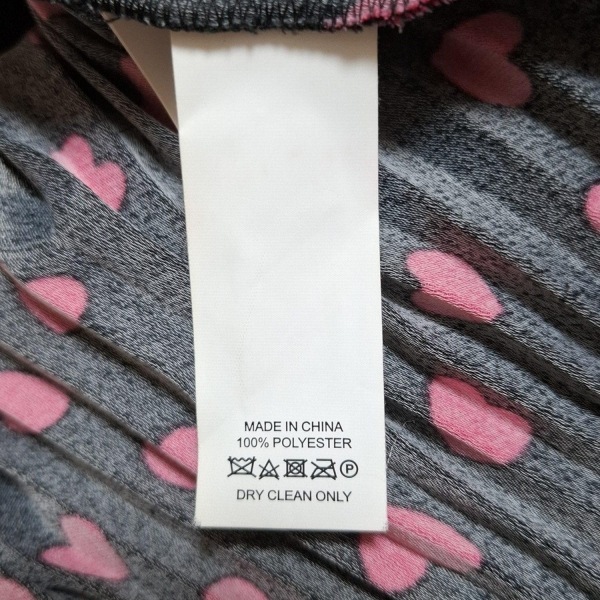 MADE IN CHINA
100% POLYESTER
P
DRY CLEAN ONLY